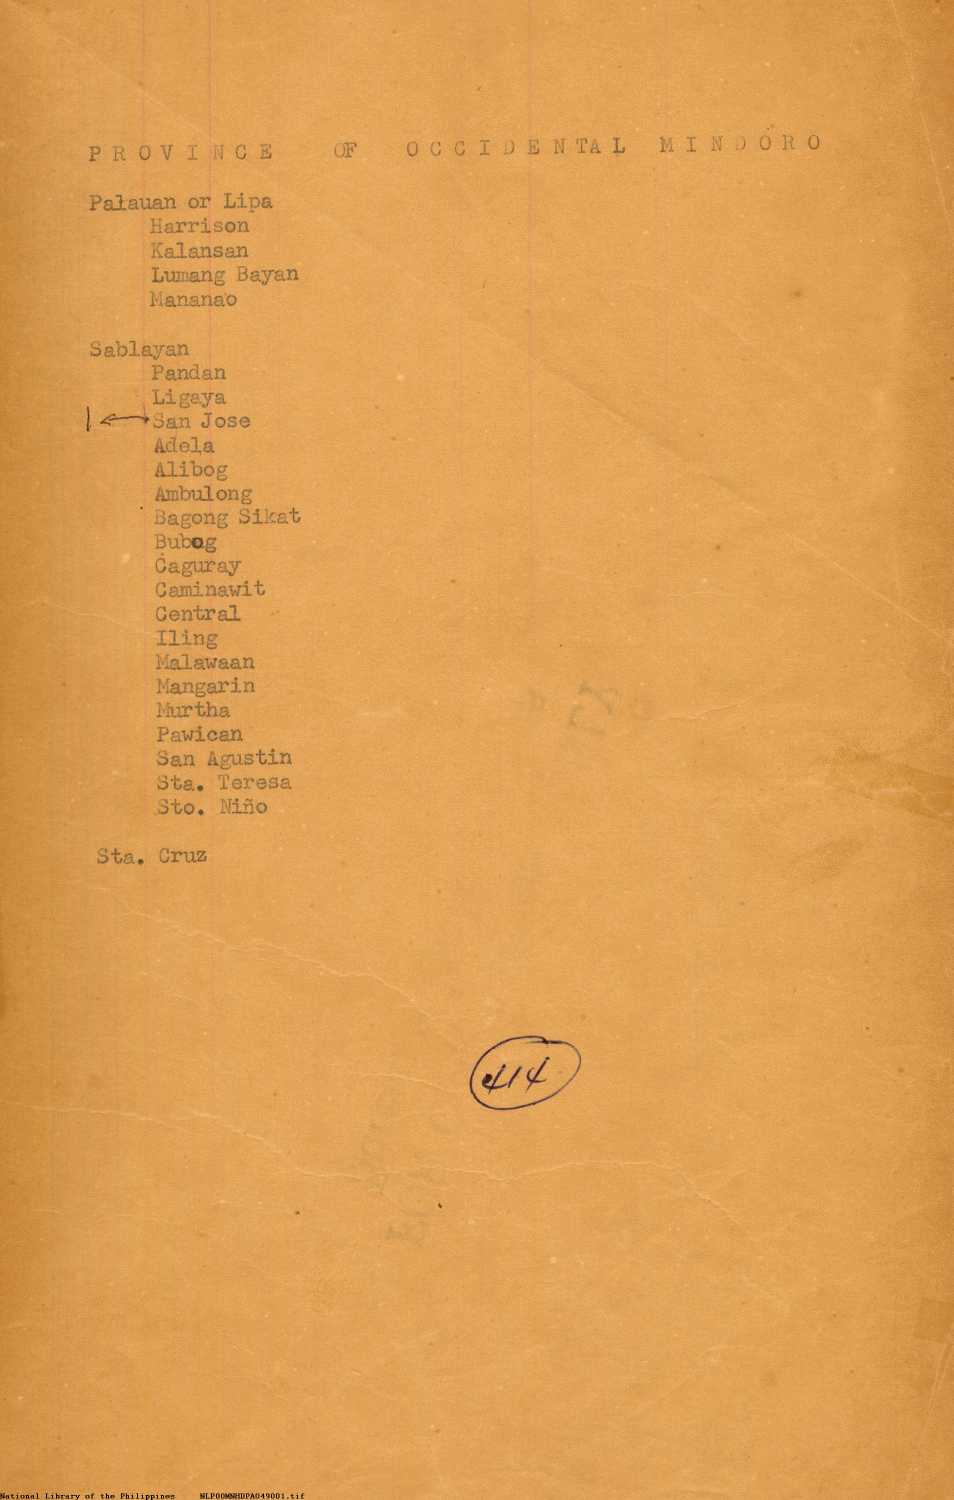 PROVINCE OF OCCIDENTAL MINDORO
Paluan or Lipa
Harrison
Kalansan
Lumang Bayan
Mananao
Sablayan
Pandan
Ligaya
San Jose
Adela
Alibog
Ambulong
Bagong Sikat
Bubog
Caguray
Caminawit
Central
Iling
Malawaan
Mangarin
Murtha
Pawican
San Agustin
Sta. Teresa
Sto. Niño
Sta. Cruz
414
National Library of the Philippines NLPOOMNHDPA049001.tif